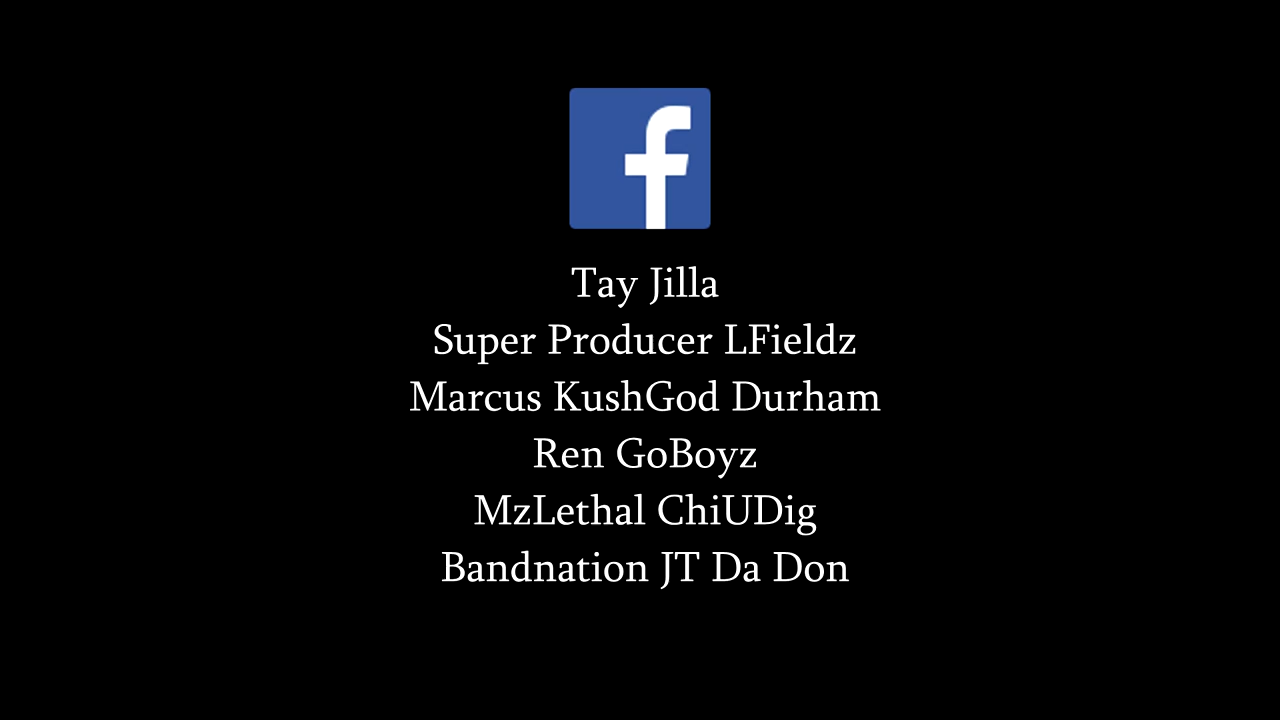 Tay Jilla
Super Producer LFieldz
Marcus KushGod Durham
Ren GoBoyz
MzLethal ChiUDig
Bandnation JT Da Don